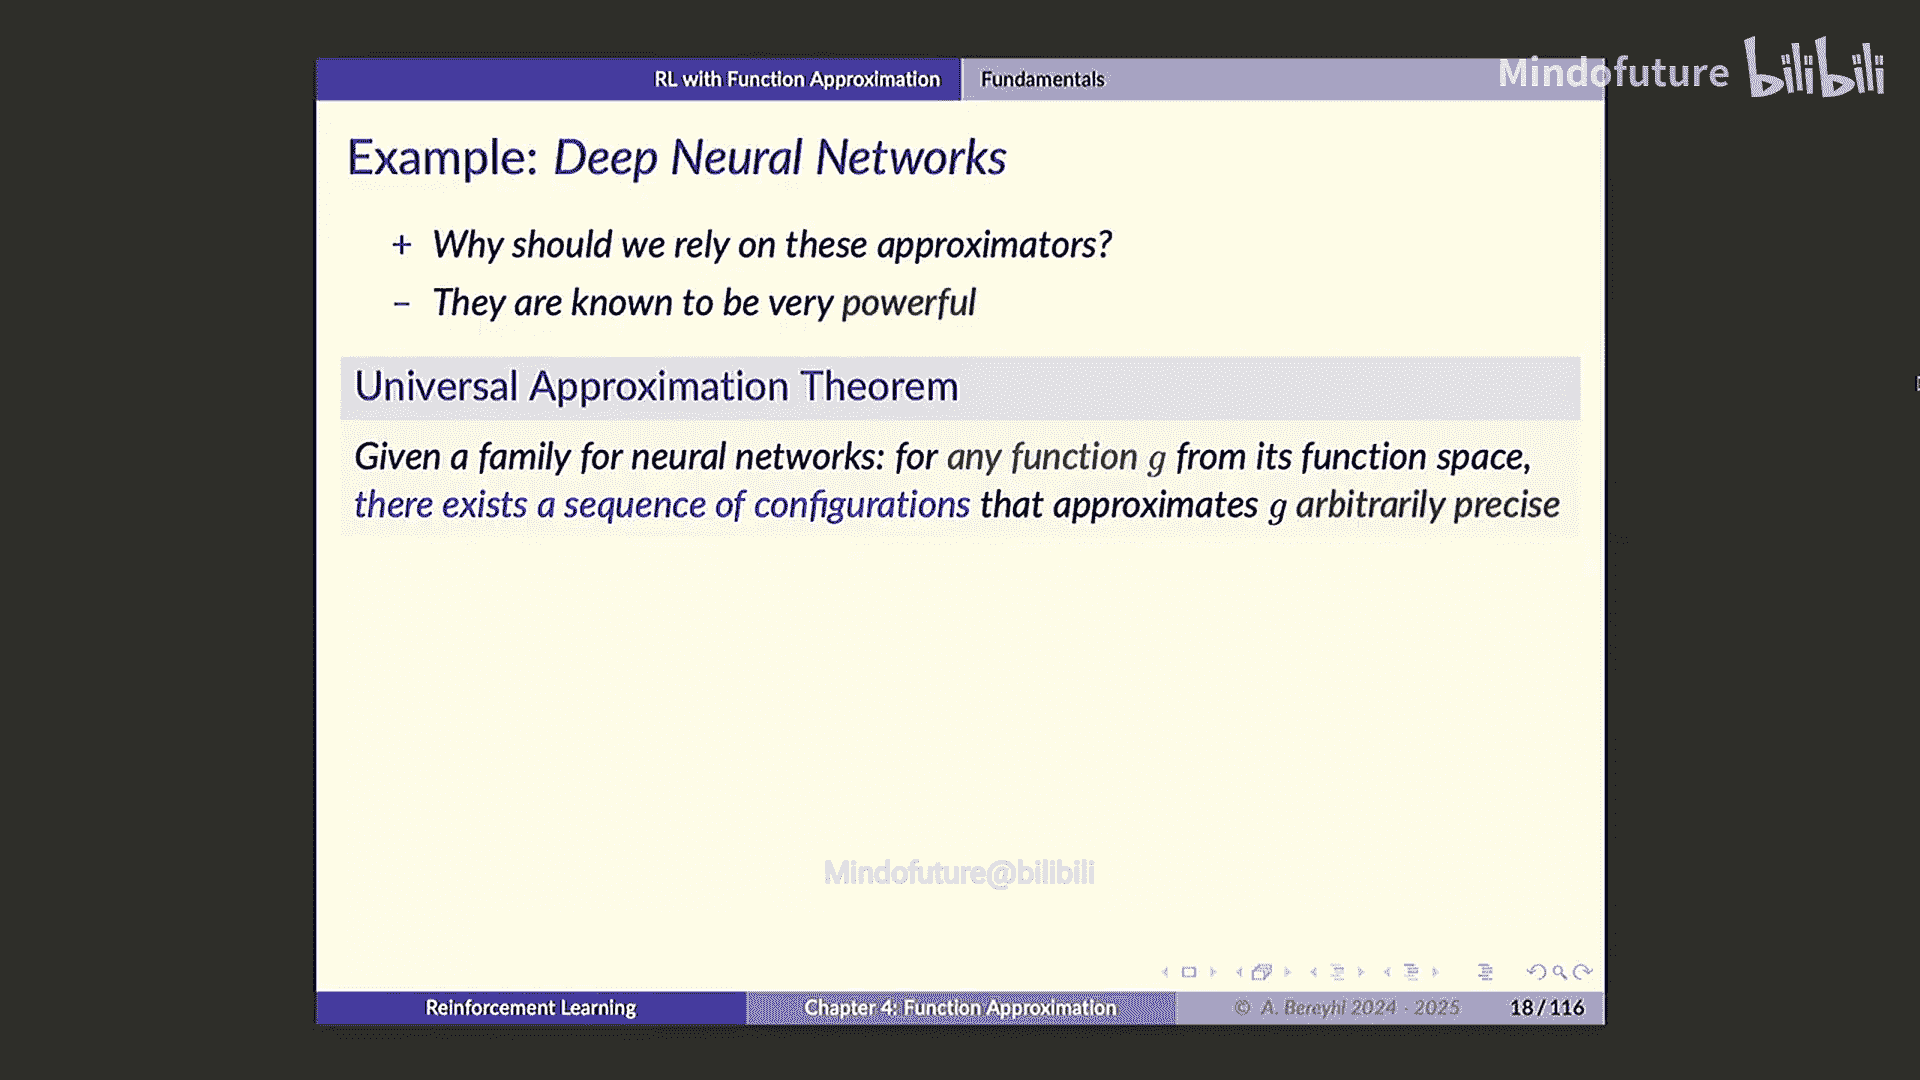 RL with Function Approximation
Fundamentals
Mindofuture bilibili
Example: Deep Neural Networks
+ Why should we rely on these approximators?
– They are known to be very powerful
Universal Approximation Theorem
Given a family for neural networks: for any function g from its function space,
there exists a sequence of configurations that approximates g arbitrarily precise
Mindofuture@bilibili
Reinforcement Learning
Chapter 4: Function Approximation
© A. Bereyhi 2024 - 2025
18 / 116